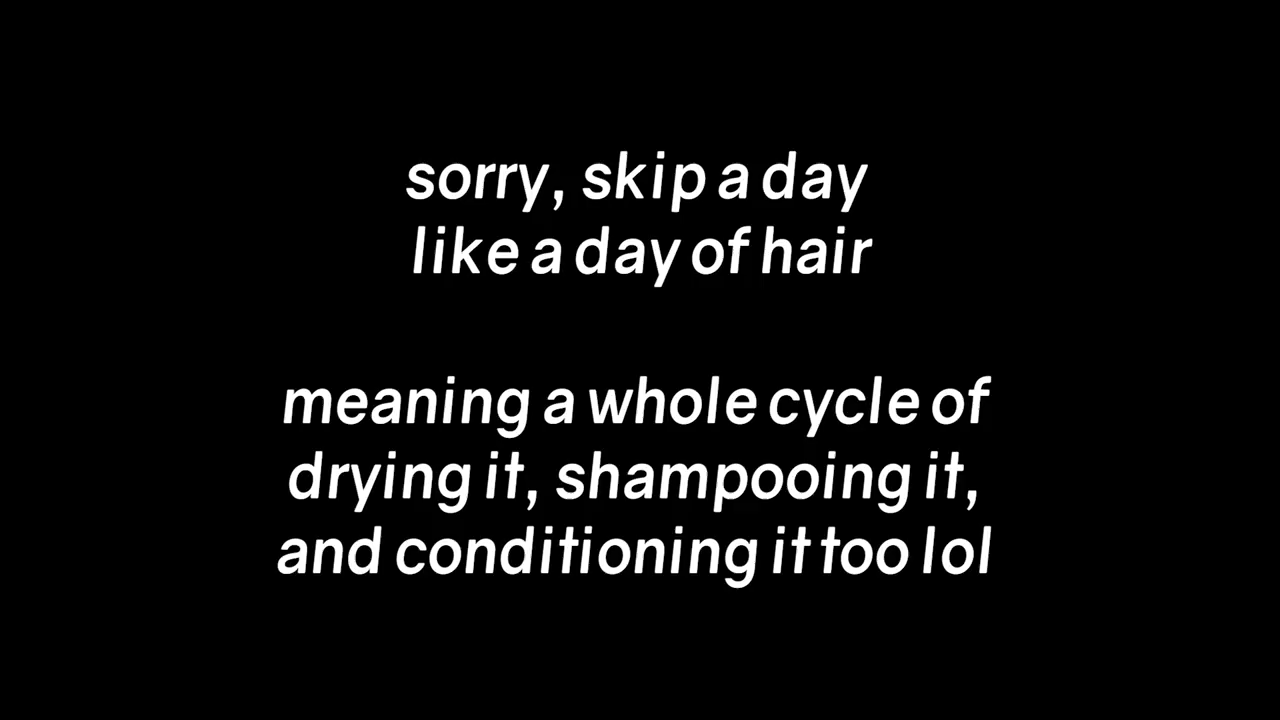 sorry, skip a day
like a day of hair
meaning a whole cycle of
drying it, shampooing it,
and conditioning it too lol